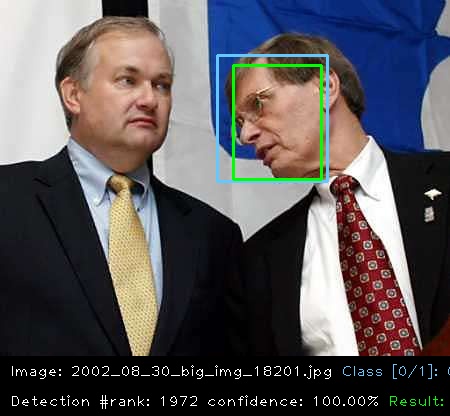 Image: 2002_08_30_big_img_18201.jpg Class [0/1]:
Detection #rank: 1972 confidence: 100.00% Result: